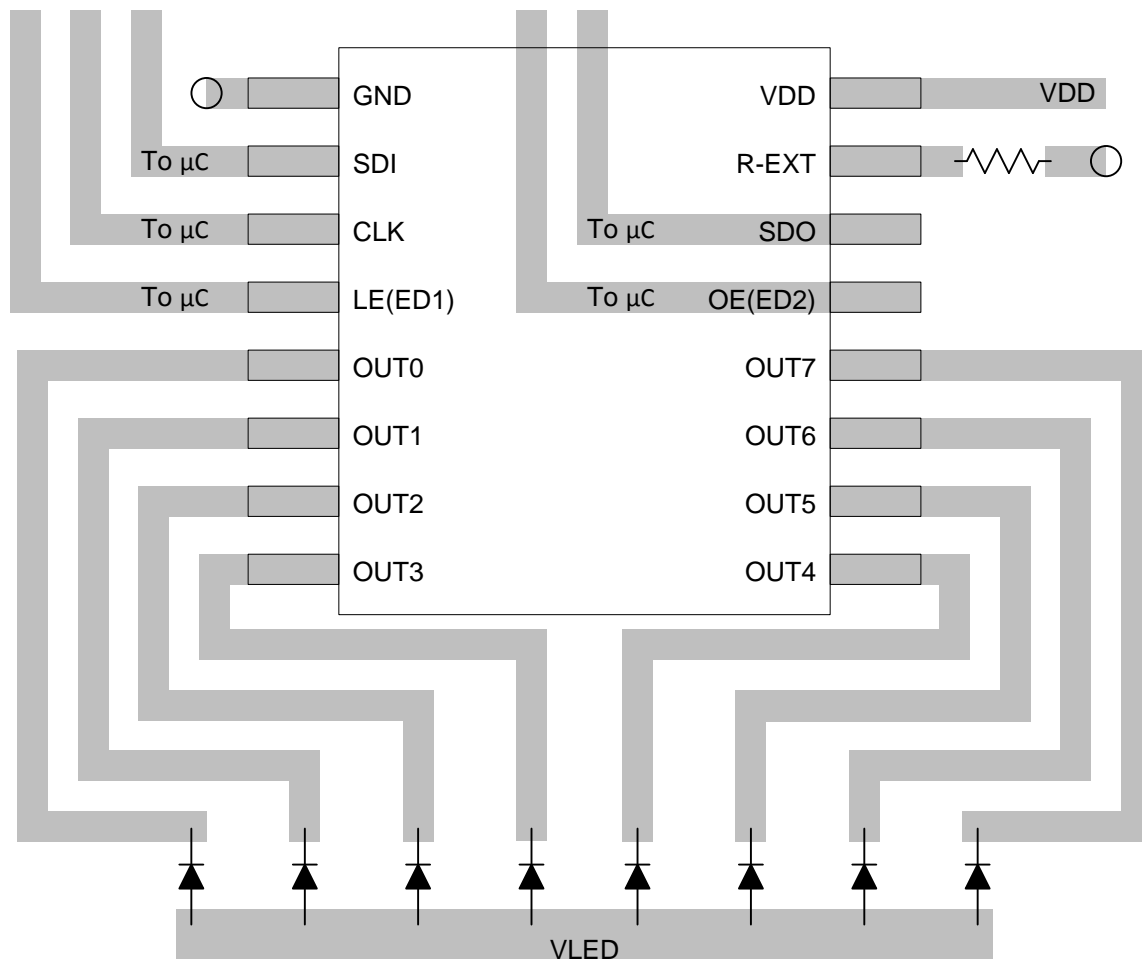 GND VDD VDD
To μC SDI R-EXT
To μC CLK To μC SDO
To μC LE(ED1) To μC OE(ED2)
OUT0 OUT7
OUT1 OUT6
OUT2 OUT5
OUT3 OUT4
VLED